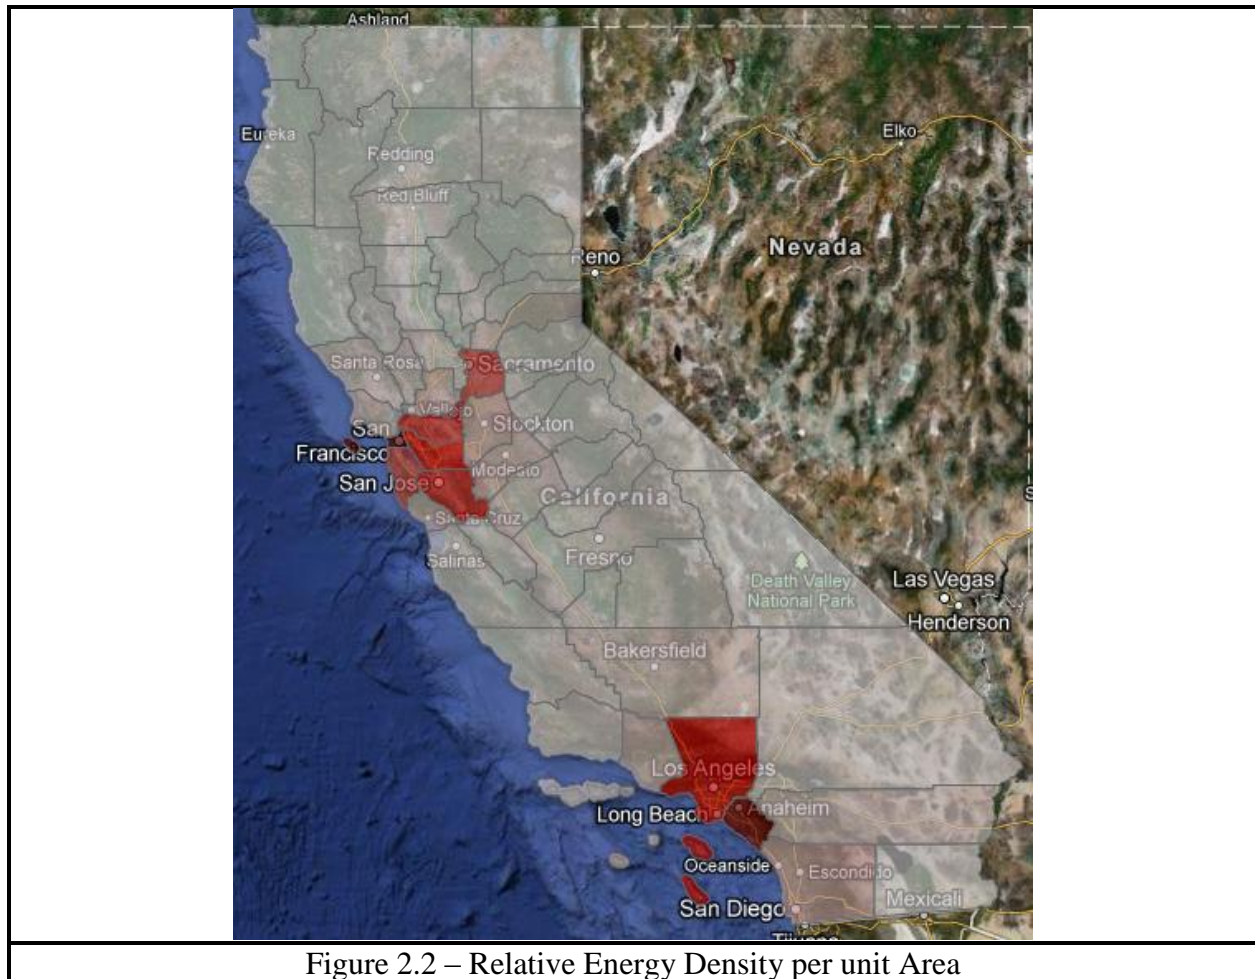 Ashland
Eureka
Elko
Redding
Red Bluff
Nevada
Reno
Santa Rosa
Sacramento
Vallejo
San
Francisco
Stockton
Modesto
San Jose
California
Santa Cruz
Salinas
Fresno
Death Valley
National Park
Las Vegas
Henderson
Bakersfield
Los Angeles
Long Beach
Anaheim
Oceanside
Escondido
Mexicali
San Diego
Tijuana
Figure 2.2 – Relative Energy Density per unit Area